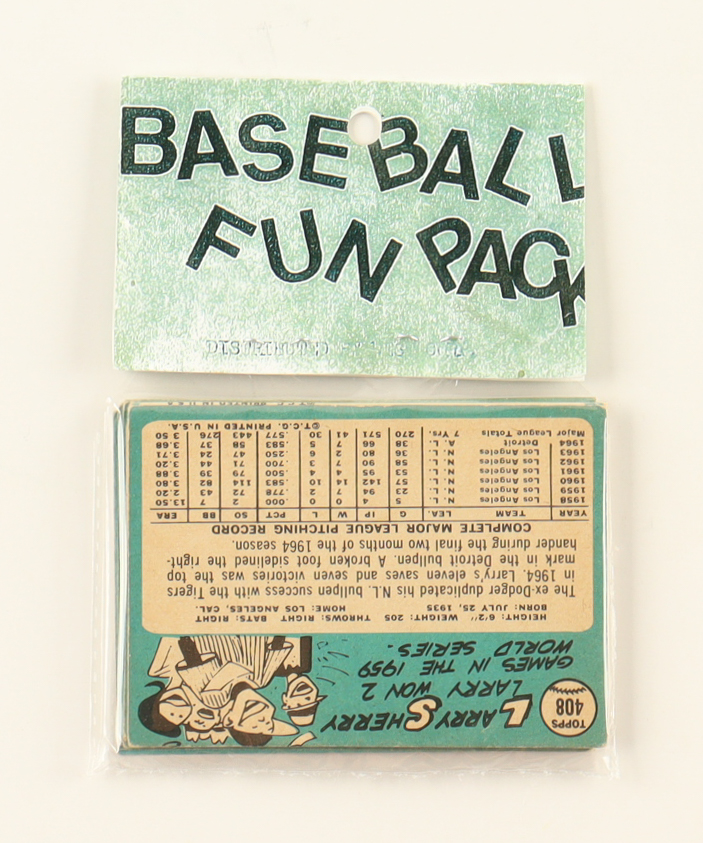 BASEBALL
FUN PACK
TOPPS
408
LARRY SHERRY
LARRY WON 2
GAMES IN THE 1959
WORLD SERIES.
HEIGHT: 6'2" WEIGHT: 205 THROWS: RIGHT BATS: RIGHT
BORN: JULY 25, 1935 HOME: LOS ANGELES, CAL.
The ex-Dodger duplicated his N.L. bullpen success with the Tigers
in 1964. Larry's eleven saves and seven victories was the top
mark in the Detroit bullpen. A broken foot sidelined the right-
hander during the final two months of the 1964 season.
COMPLETE MAJOR LEAGUE PITCHING RECORD
YEAR TEAM LEA. G IP W L PCT SO BB ERA
1958 Los Angeles N. L. 5 4 0 0 .000 2 7 13.50
1959 Los Angeles N. L. 23 94 7 2 .778 72 43 2.20
1960 Los Angeles N. L. 57 142 14 10 .583 114 82 3.80
1961 Los Angeles N. L. 53 95 4 4 .500 79 39 3.88
1962 Los Angeles N. L. 58 90 7 3 .700 71 44 3.20
1963 Los Angeles N. L. 36 80 2 6 .250 47 24 3.71
1964 Detroit A. L. 38 66 7 5 .583 58 37 3.68
Major League Totals 7 Yrs. 270 571 41 30 .577 443 276 3.50
©T.C.G. PRINTED IN U.S.A.